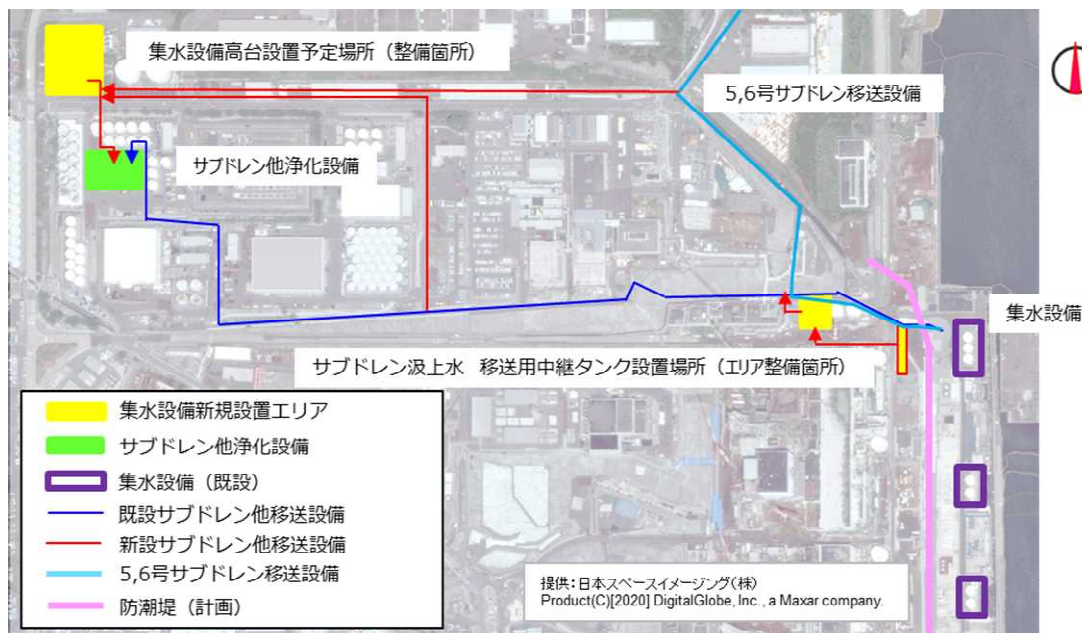 集水設備高台設置予定場所（整備箇所）
5,6号サブドレン移送設備
サブドレン他浄化設備
集水設備
サブドレン汲上水　移送用中継タンク設置場所（エリア整備箇所）
集水設備新規設置エリア
サブドレン他浄化設備
集水設備（既設）
既設サブドレン他移送設備
新設サブドレン他移送設備
5,6号サブドレン移送設備
防潮堤（計画）
提供：日本スペースイメージング（株）
Product(C)[2020] DigitalGlobe, Inc., a Maxar company.